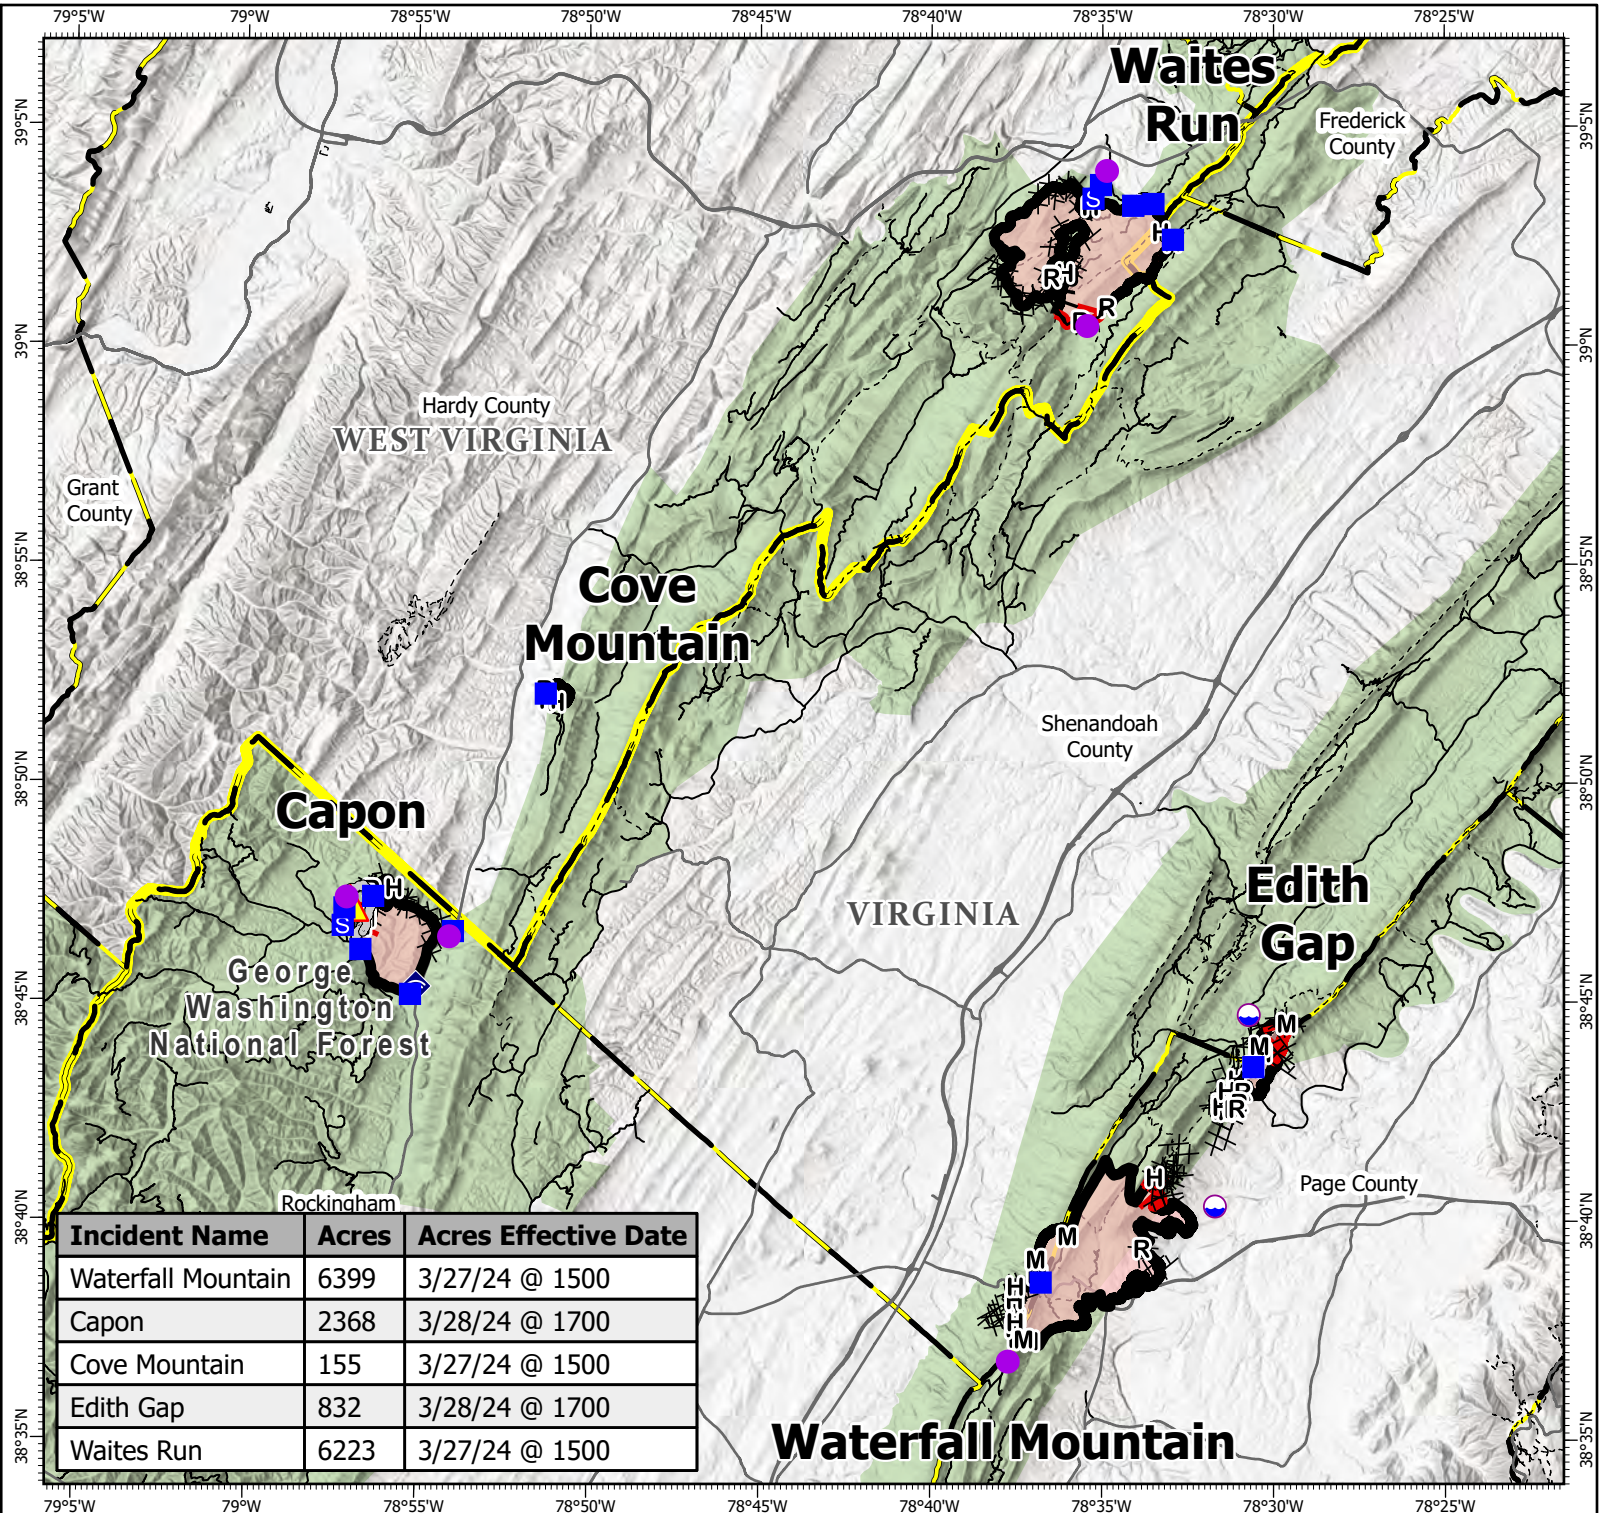 79°5'W 79°W 78°55'W 78°50'W 78°45'W 78°40'W 78°35'W 78°30'W 78°25'W
39°5'N
39°N
38°55'N
38°50'N
38°45'N
38°40'N
38°35'N
Waites
Run
Frederick
County
S
H
H
R
H
R
Hardy County
WEST VIRGINIA
Grant
County
Cove
Mountain
H
Shenandoah
County
Capon
H
S
George
Washington
National Forest
VIRGINIA
Edith
Gap
M
M
H
R
H
R
Page County
H
M
R
M
H
H
H
M
Waterfall Mountain
Rockingham
Incident Name Acres Acres Effective Date
Waterfall Mountain 6399 3/27/24 @ 1500
Capon 2368 3/28/24 @ 1700
Cove Mountain 155 3/27/24 @ 1500
Edith Gap 832 3/28/24 @ 1700
Waites Run 6223 3/27/24 @ 1500
39°5'N
39°N
38°55'N
38°50'N
38°45'N
38°40'N
38°35'N
79°5'W 79°W 78°55'W 78°50'W 78°45'W 78°40'W 78°35'W 78°30'W 78°25'W